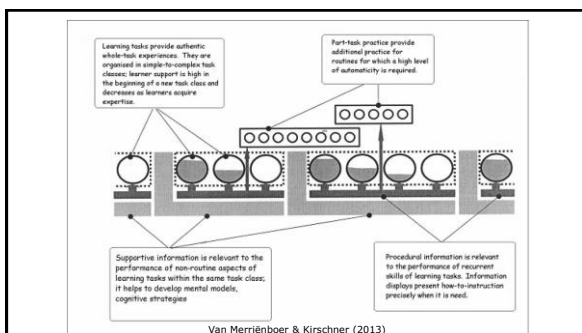 Learning tasks provide authentic
whole-task experiences. They are
organised in simple-to-complex task
classes; learner support is high in
the beginning of a new task class and
decreases as learners acquire
expertise.
Part-task practice provide
additional practice for
routines for which a high level
of automaticity is required.
Supportive information is relevant to the
performance of non-routine aspects of
learning tasks within the same task class;
it helps to develop mental models,
cognitive strategies
Procedural information is relevant
to the performance of recurrent
skills of learning tasks. Information
displays present how-to-instruction
precisely when it is need.
Van Merriënboer & Kirschner (2013)